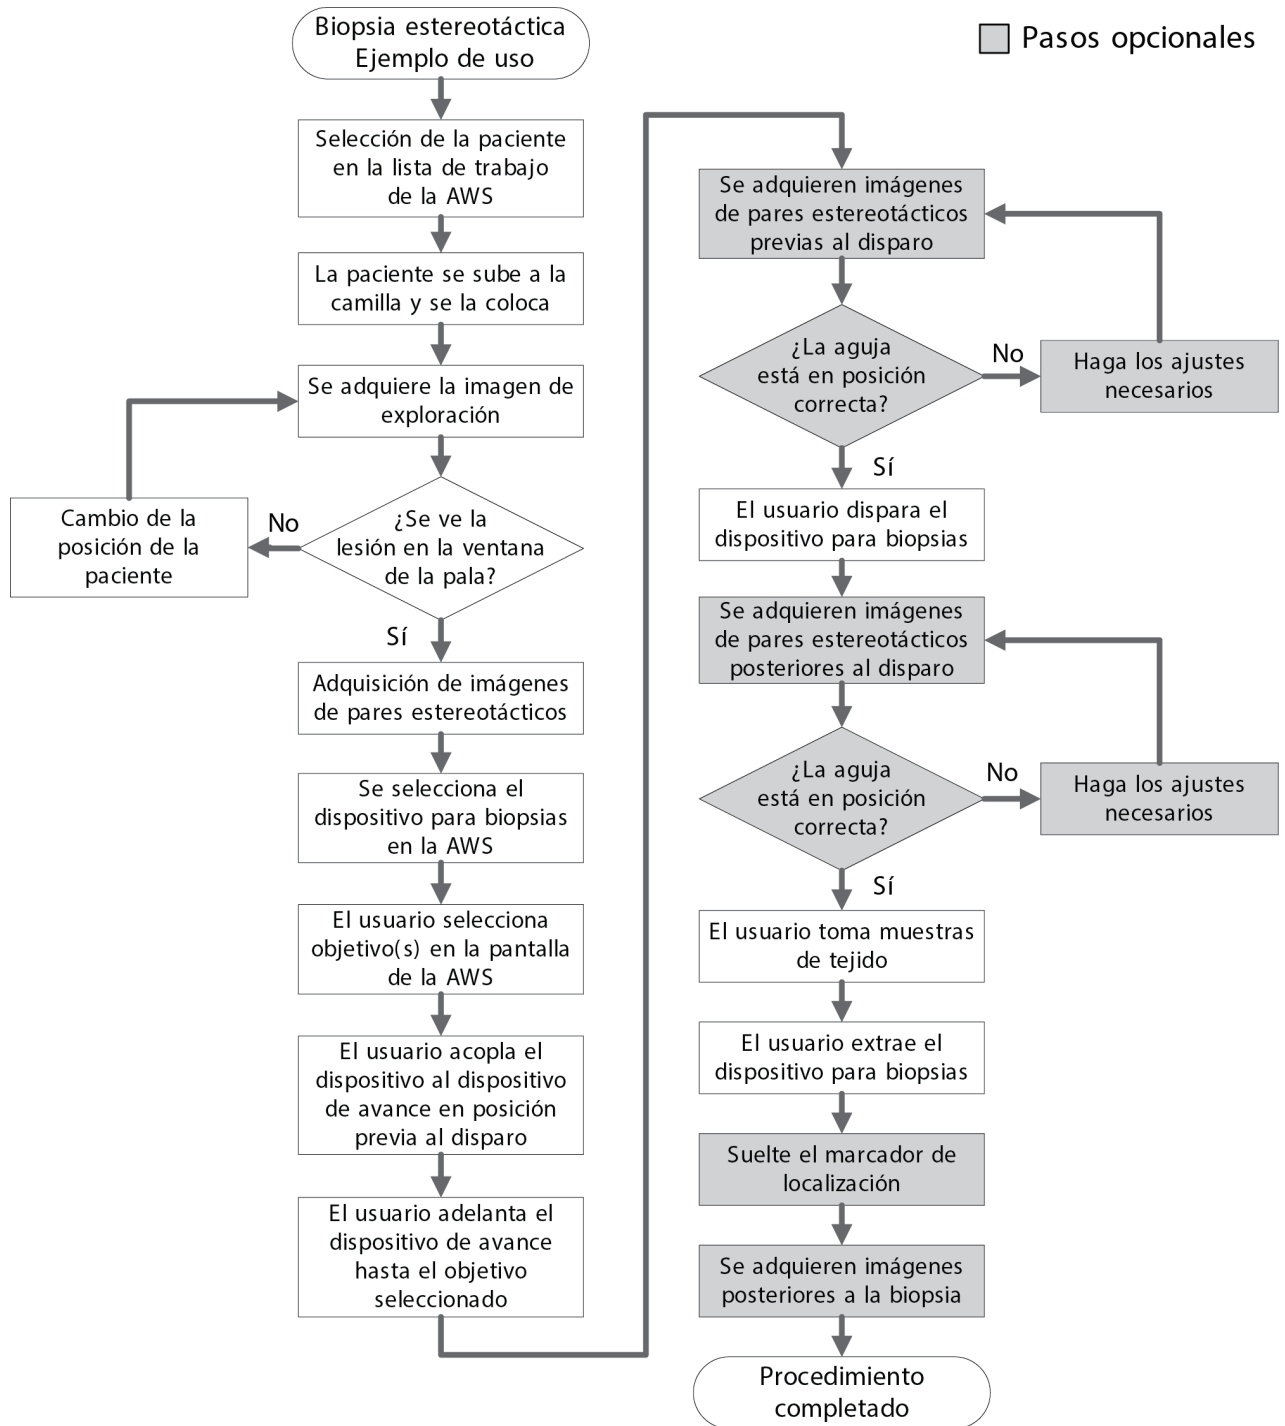 Biopsia estereotáctica
Ejemplo de uso
Pasos opcionales
Selección de la paciente
en la lista de trabajo
de la AWS
La paciente se sube a la
camilla y se la coloca
Se adquiere la imagen de
exploración
¿Se ve la
lesión en la ventana
de la pala?
No
Cambio de la
posición de la
paciente
Sí
Adquisición de imágenes
de pares estereotácticos
Se selecciona el
dispositivo para biopsias
en la AWS
El usuario selecciona
objetivo(s) en la pantalla
de la AWS
El usuario acopla el
dispositivo al dispositivo
de avance en posición
previa al disparo
El usuario adelanta el
dispositivo de avance
hasta el objetivo
seleccionado
Se adquieren imágenes
de pares estereotácticos
previas al disparo
¿La aguja
está en posición
correcta?
No
Haga los ajustes
necesarios
Sí
El usuario dispara el
dispositivo para biopsias
Se adquieren imágenes
de pares estereotácticos
posteriores al disparo
¿La aguja
está en posición
correcta?
No
Haga los ajustes
necesarios
Sí
El usuario toma muestras
de tejido
El usuario extrae el
dispositivo para biopsias
Suelte el marcador de
localización
Se adquieren imágenes
posteriores a la biopsia
Procedimiento
completado